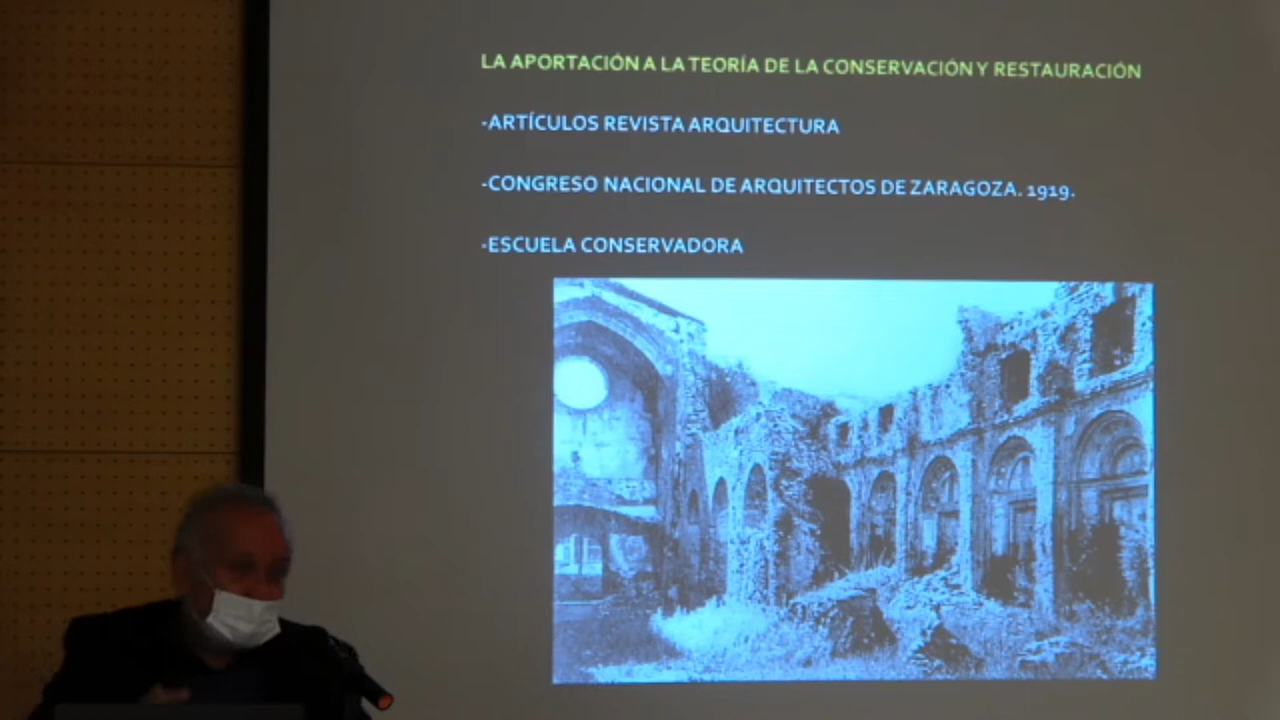 LA APORTACIÓN A LA TEORÍA DE LA CONSERVACIÓN Y RESTAURACIÓN
-ARTÍCULOS REVISTA ARQUITECTURA
-CONGRESO NACIONAL DE ARQUITECTOS DE ZARAGOZA. 1919.
-ESCUELA CONSERVADORA